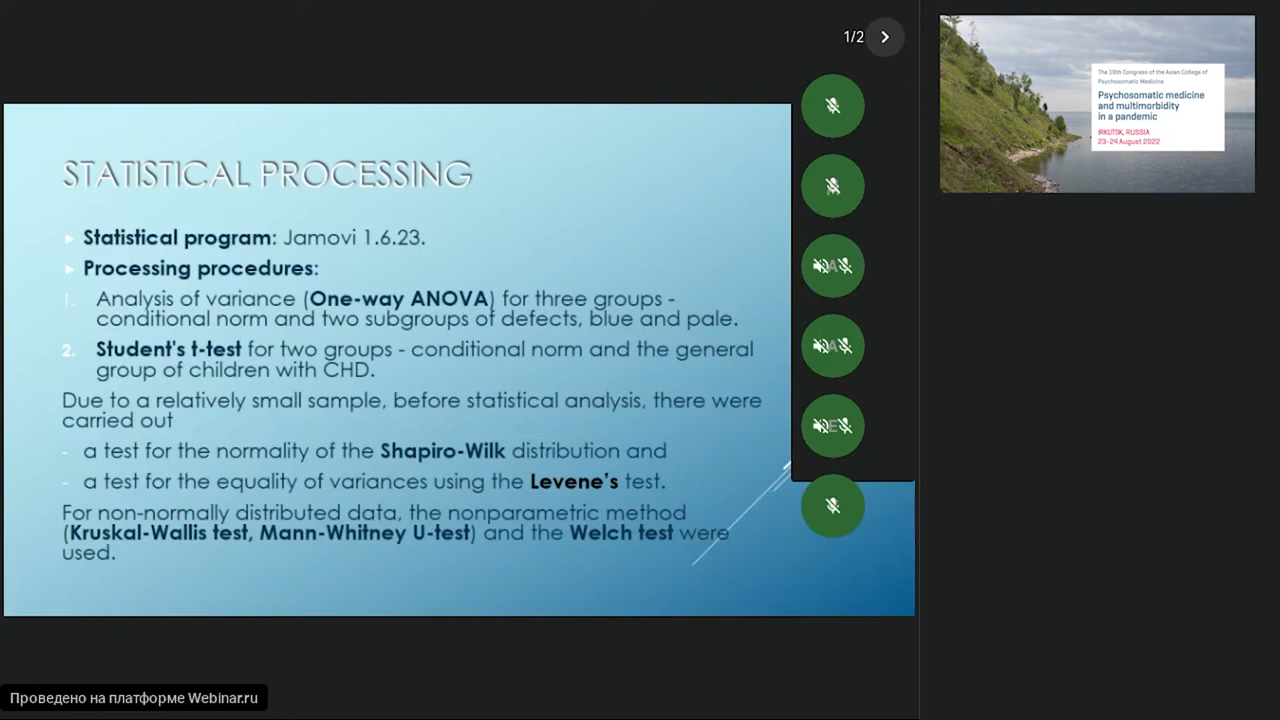 1/2
STATISTICAL PROCESSING
Statistical program: Jamovi 1.6.23.
Processing procedures:
1. Analysis of variance (One-way ANOVA) for three groups -
conditional norm and two subgroups of defects, blue and pale.
2. Student's t-test for two groups - conditional norm and the general
group of children with CHD.
Due to a relatively small sample, before statistical analysis, there were
carried out
- a test for the normality of the Shapiro-Wilk distribution and
- a test for the equality of variances using the Levene's test.
For non-normally distributed data, the nonparametric method
(Kruskal-Wallis test, Mann-Whitney U-test) and the Welch test were
used.
A
A
E
The 19th Congress of the Asian College of
Psychosomatic Medicine
Psychosomatic medicine
and multimorbidity
in a pandemic
IRKUTSK, RUSSIA
23-24 August 2022
Проведено на платформе Webinar.ru